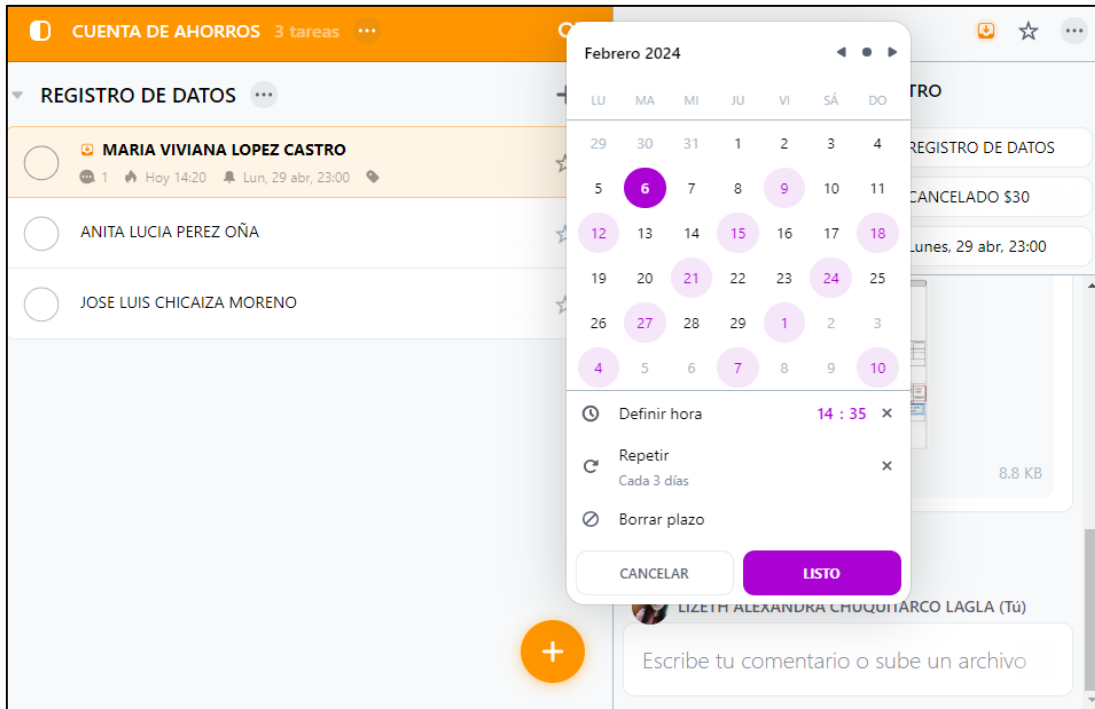 CUENTA DE AHORROS 3 tareas
REGISTRO DE DATOS
MARIA VIVIANA LOPEZ CASTRO
1 Hoy 14:20 Lun, 29 abr, 23:00
ANITA LUCIA PEREZ OÑA
JOSE LUIS CHICAIZA MORENO
Febrero 2024
LU MA MI JU VI SÁ DO
29 30 31 1 2 3 4
5 6 7 8 9 10 11
12 13 14 15 16 17 18
19 20 21 22 23 24 25
26 27 28 29 1 2 3
4 5 6 7 8 9 10
Definir hora 14 : 35
Repetir
Cada 3 días
Borrar plazo
CANCELAR LISTO
TRO
REGISTRO DE DATOS
CANCELADO $30
Lunes, 29 abr, 23:00
8.8 KB
LIZETH ALEXANDRA CHUQUITARCO LAGLA (Tú)
Escribe tu comentario o sube un archivo